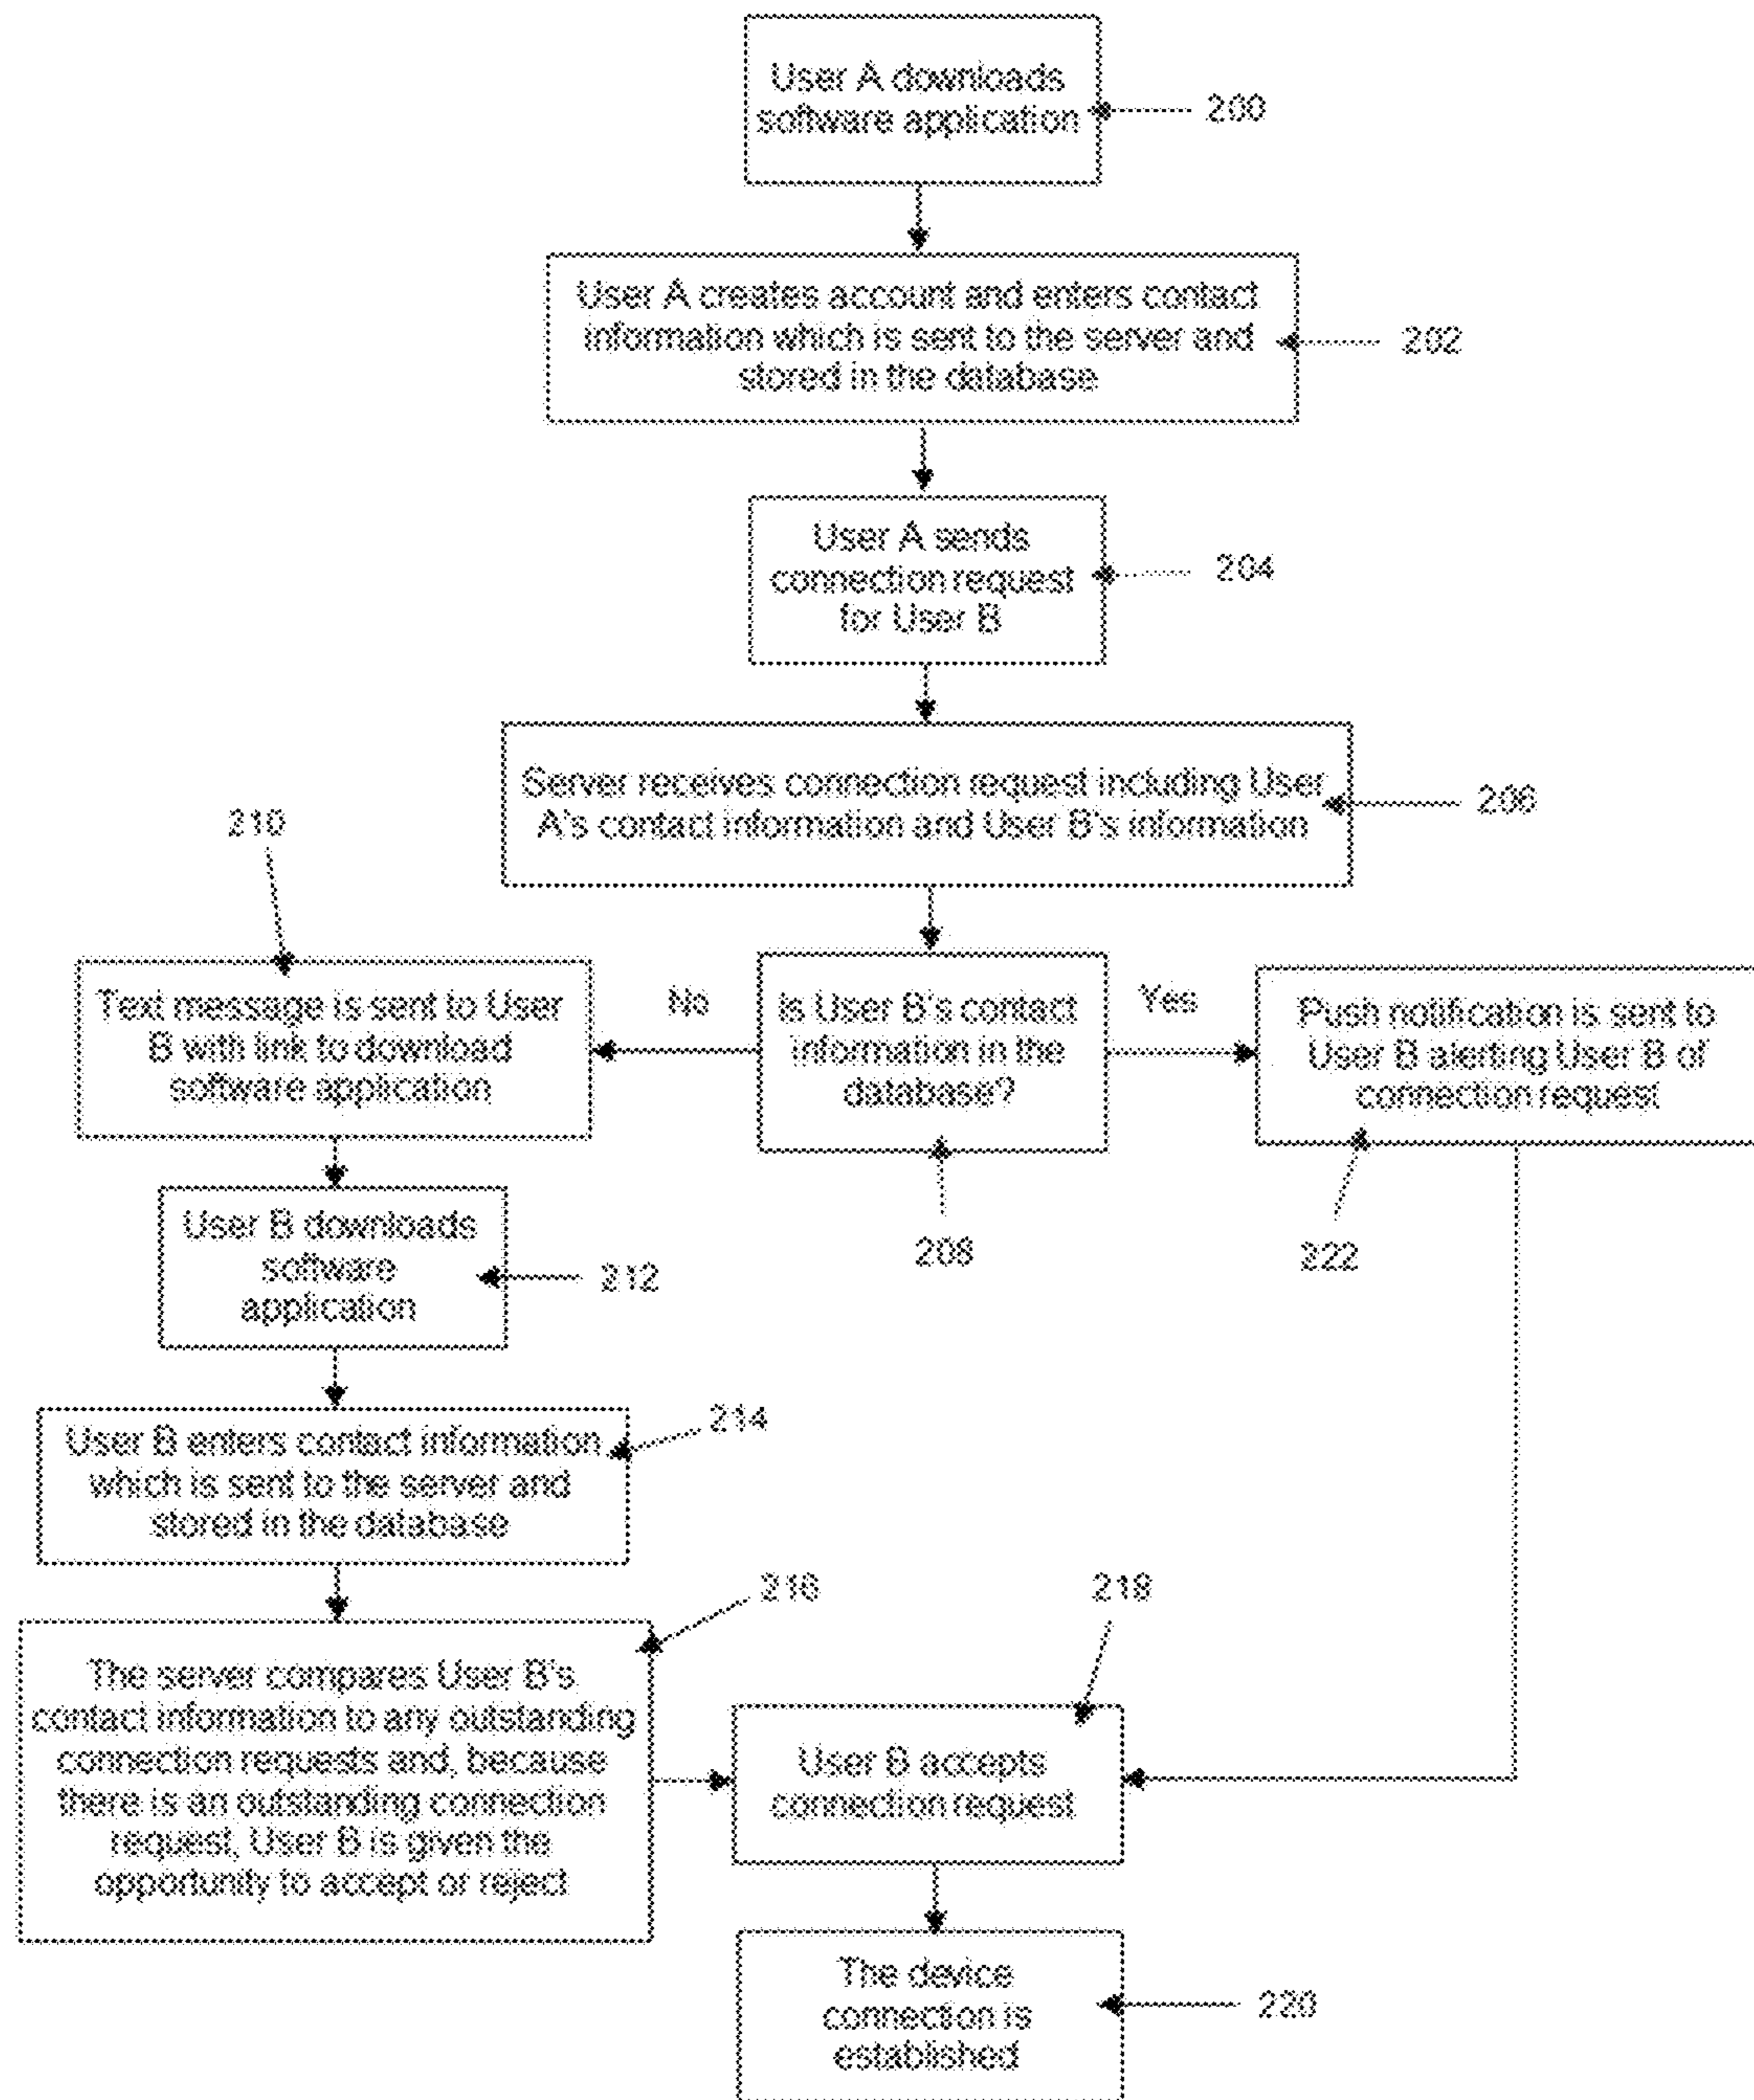 User A downloads
software application
200
User A creates account and enters contact
information which is sent to the server and
stored in the database
202
User A sends
connection request
for User B
204
Server receives connection request including User
A's contact information and User B's information
206
210
Text message is sent to User
B with link to download
software application
No
Is User B's contact
information in the
database?
Yes
Push notification is sent to
User B alerting User B of
connection request
208
222
User B downloads
software
application
212
User B enters contact information
which is sent to the server and
stored in the database
214
216
218
The server compares User B's
contact information to any outstanding
connection requests and, because
there is an outstanding connection
request, User B is given the
opportunity to accept or reject
User B accepts
connection request
The device
connection is
established
220